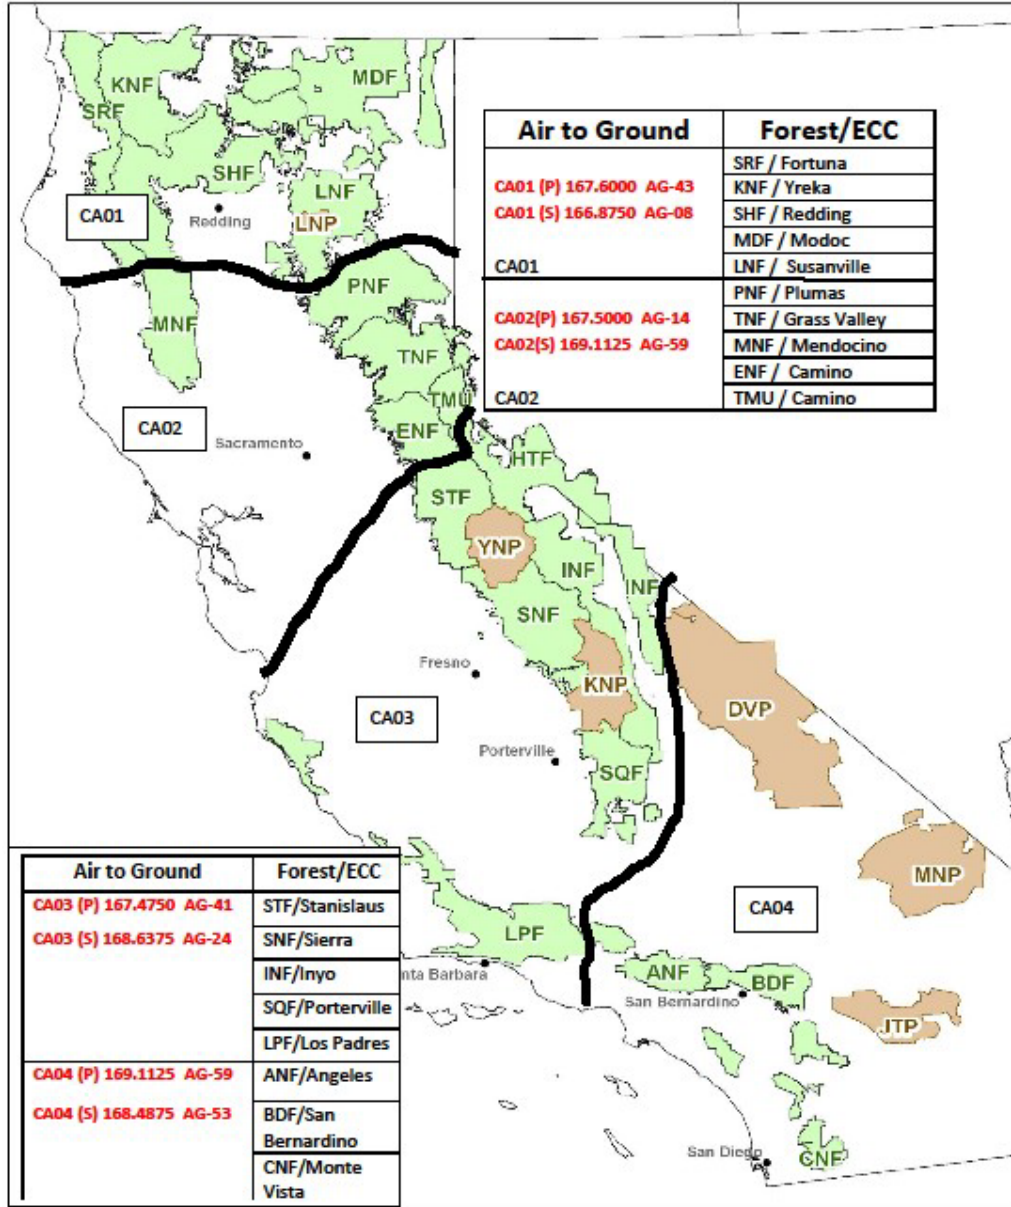 KNF
MDF
SRF
SHF
LNF
CA01
Redding
LNP
PNF
MNF
TNF
TMU
CA02
ENF
Sacramento
HTF
STF
YNP
INF
INF
SNF
Fresno
KNP
CA03
DVP
Porterville
SQF
MNP
CA04
LPF
nta Barbara
ANF
BDF
San Bernardino
JTP
San Diego
CNF
Air to Ground Forest/ECC
SRF / Fortuna
CA01 (P) 167.6000 AG-43 KNF / Yreka
CA01 (S) 166.8750 AG-08 SHF / Redding
MDF / Modoc
CA01 LNF / Susanville
PNF / Plumas
CA02(P) 167.5000 AG-14 TNF / Grass Valley
CA02(S) 169.1125 AG-59 MNF / Mendocino
ENF / Camino
CA02 TMU / Camino
Air to Ground Forest/ECC
CA03 (P) 167.4750 AG-41 STF/Stanislaus
CA03 (S) 168.6375 AG-24 SNF/Sierra
INF/Inyo
SQF/Porterville
LPF/Los Padres
CA04 (P) 169.1125 AG-59 ANF/Angeles
CA04 (S) 168.4875 AG-53 BDF/San
Bernardino
CNF/Monte
Vista